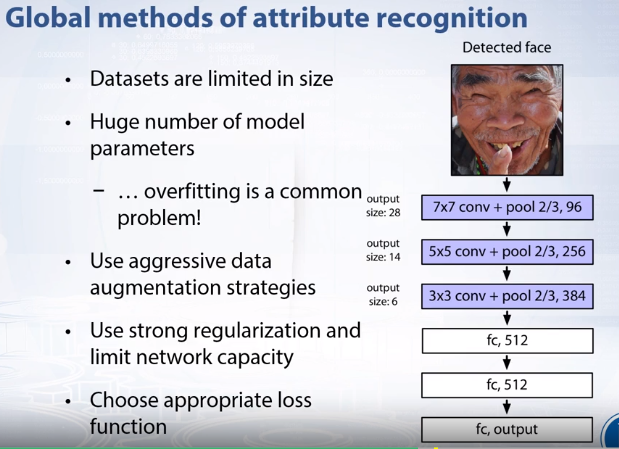 Global methods of attribute recognition
• Datasets are limited in size
• Huge number of model
parameters
– … overfitting is a common
problem!
• Use aggressive data
augmentation strategies
• Use strong regularization and
limit network capacity
• Choose appropriate loss
function
Detected face
output
size: 28
7x7 conv + pool 2/3, 96
output
size: 14
5x5 conv + pool 2/3, 256
output
size: 6
3x3 conv + pool 2/3, 384
fc, 512
fc, 512
fc, output